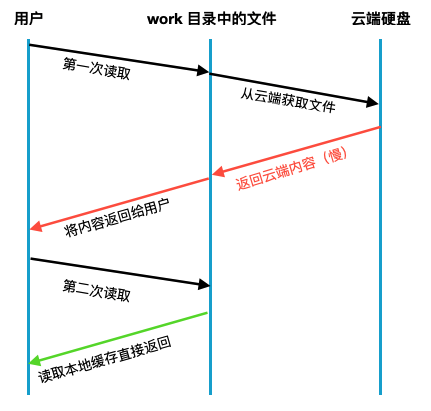 用户
work 目录中的文件
云端硬盘
第一次读取
从云端获取文件
返回云端内容（慢）
将内容返回给用户
第二次读取
读取本地缓存直接返回